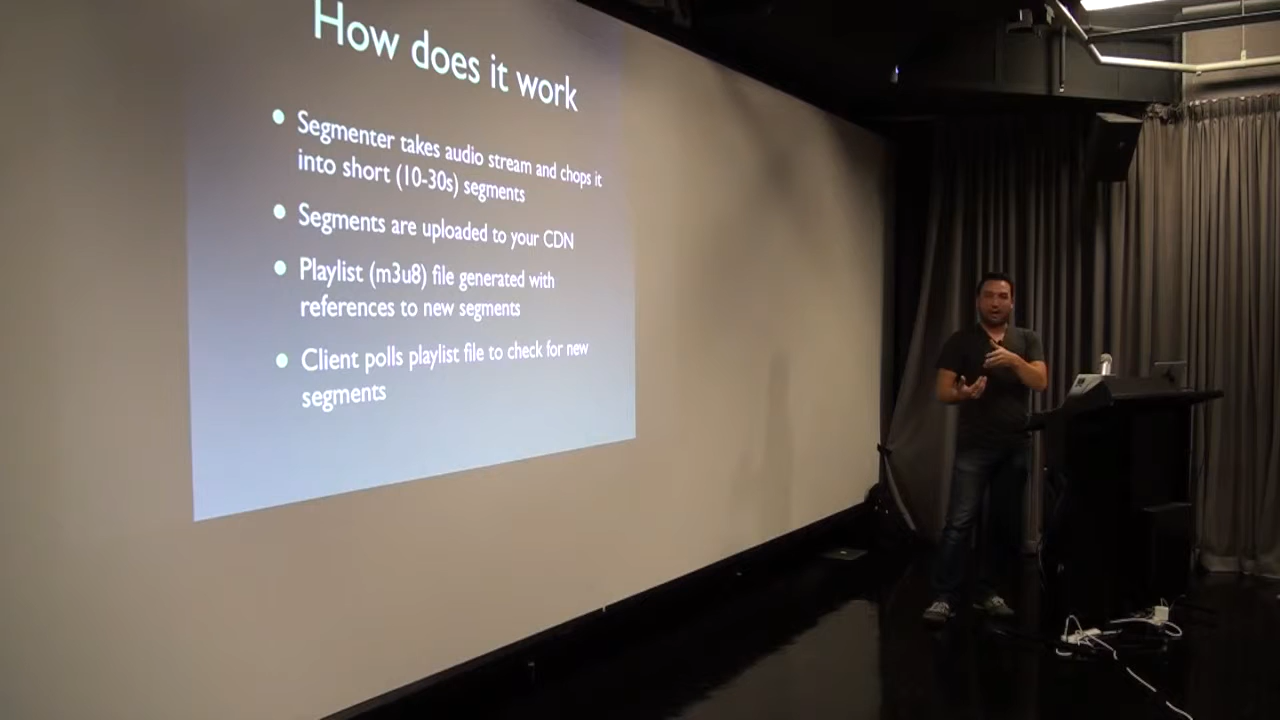 How does it work
• Segmenter takes audio stream and chops it
into short (10-30s) segments
• Segments are uploaded to your CDN
• Playlist (m3u8) file generated with
references to new segments
• Client polls playlist file to check for new
segments